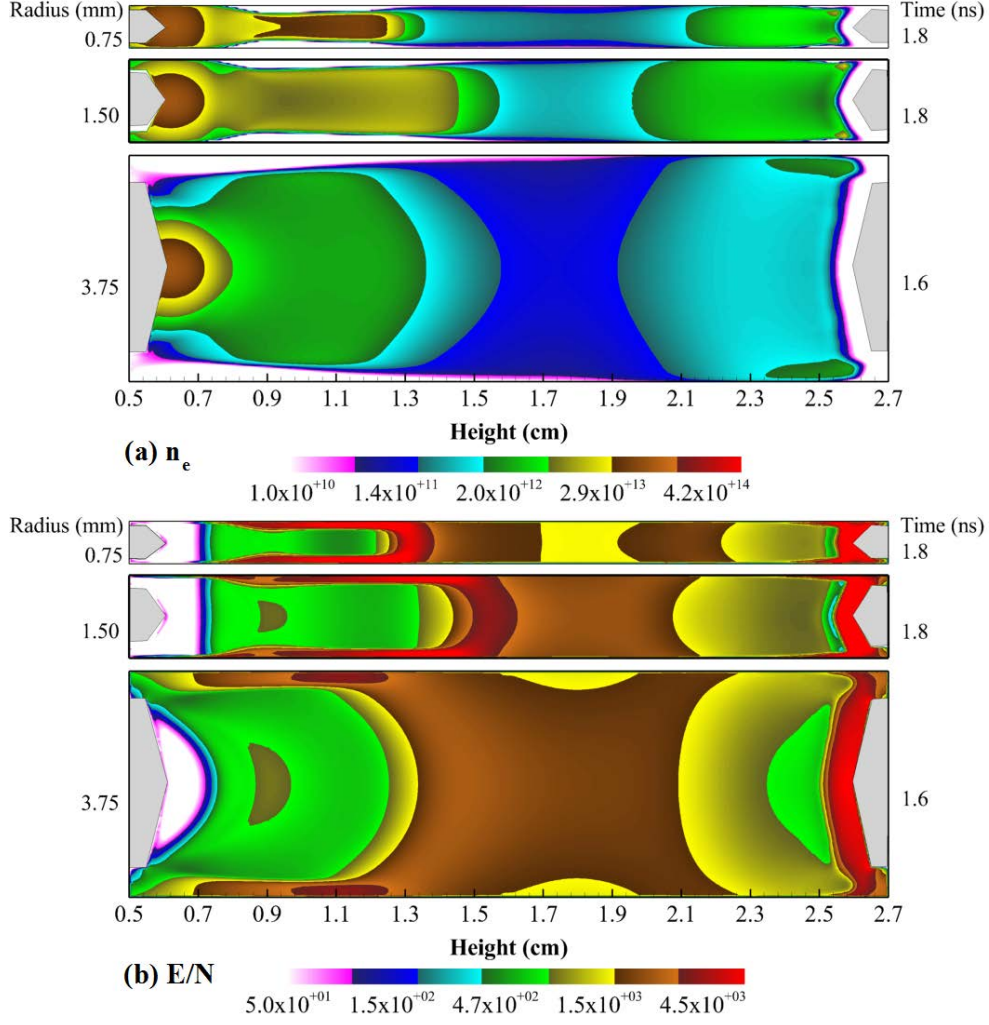 Radius (mm) Time (ns)
0.75 1.8
1.50 1.8
3.75 1.6
0.5 0.7 0.9 1.1 1.3 1.5 1.7 1.9 2.1 2.3 2.5 2.7
Height (cm)
(a) nₑ
1.0x10⁺¹⁰ 1.4x10⁺¹¹ 2.0x10⁺¹² 2.9x10⁺¹³ 4.2x10⁺¹⁴
Radius (mm) Time (ns)
0.75 1.8
1.50 1.8
3.75 1.6
0.5 0.7 0.9 1.1 1.3 1.5 1.7 1.9 2.1 2.3 2.5 2.7
Height (cm)
(b) E/N
5.0x10⁺⁰¹ 1.5x10⁺⁰² 4.7x10⁺⁰² 1.5x10⁺⁰³ 4.5x10⁺⁰³